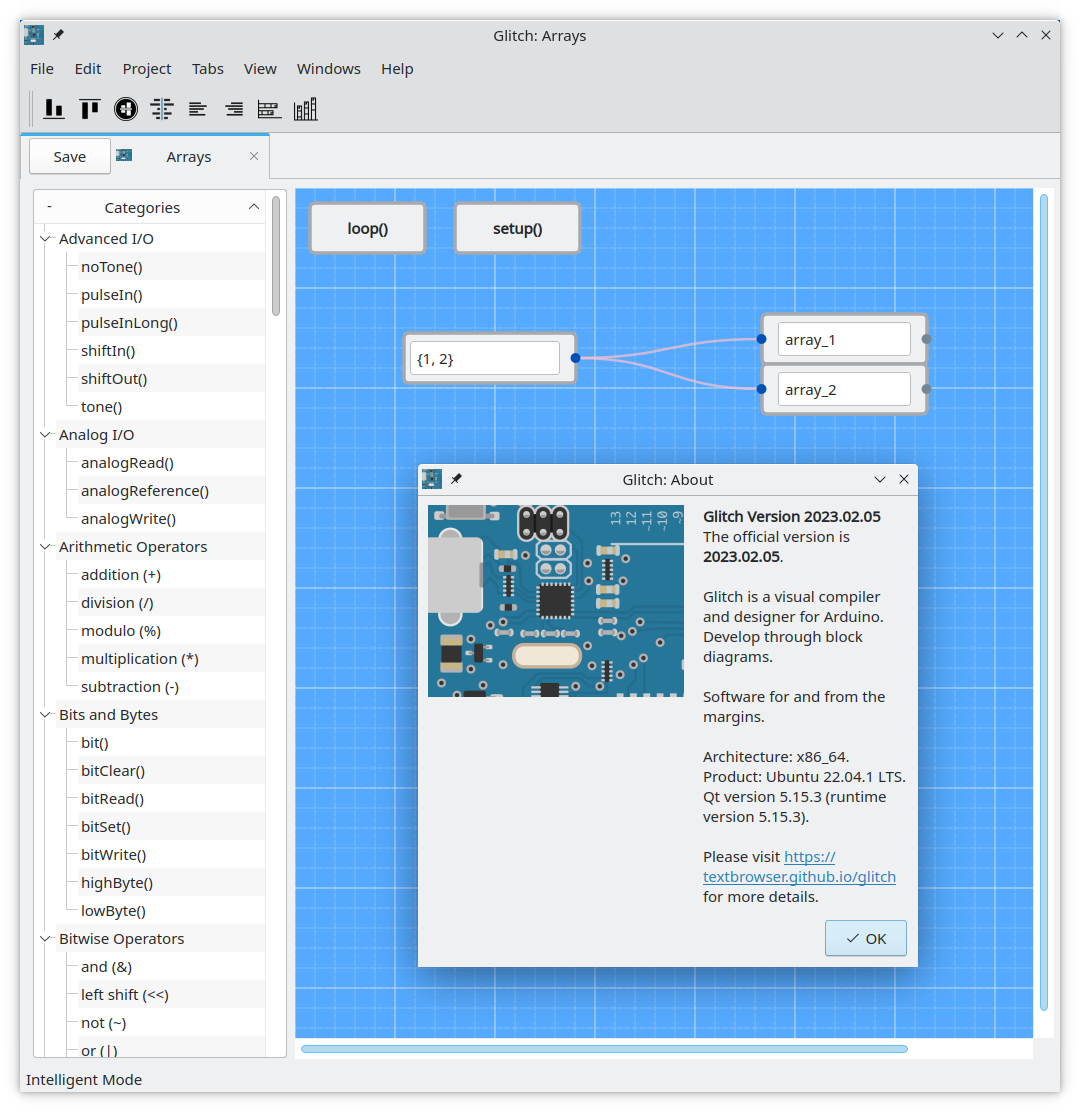 Glitch: Arrays
File Edit Project Tabs View Windows Help
Save Arrays
- Categories
Advanced I/O
noTone()
pulseIn()
pulseInLong()
shiftIn()
shiftOut()
tone()
Analog I/O
analogRead()
analogReference()
analogWrite()
Arithmetic Operators
addition (+)
division (/)
modulo (%)
multiplication (*)
subtraction (-)
Bits and Bytes
bit()
bitClear()
bitRead()
bitSet()
bitWrite()
highByte()
lowByte()
Bitwise Operators
and (&)
left shift (<<)
not (~)
or (|)
loop() setup()
{1, 2}
array_1
array_2
Glitch: About
13
12
~11
~10
~9
Glitch Version 2023.02.05
The official version is
2023.02.05.
Glitch is a visual compiler
and designer for Arduino.
Develop through block
diagrams.
Software for and from the
margins.
Architecture: x86_64.
Product: Ubuntu 22.04.1 LTS.
Qt version 5.15.3 (runtime
version 5.15.3).
Please visit https://
textbrowser.github.io/glitch
for more details.
OK
Intelligent Mode